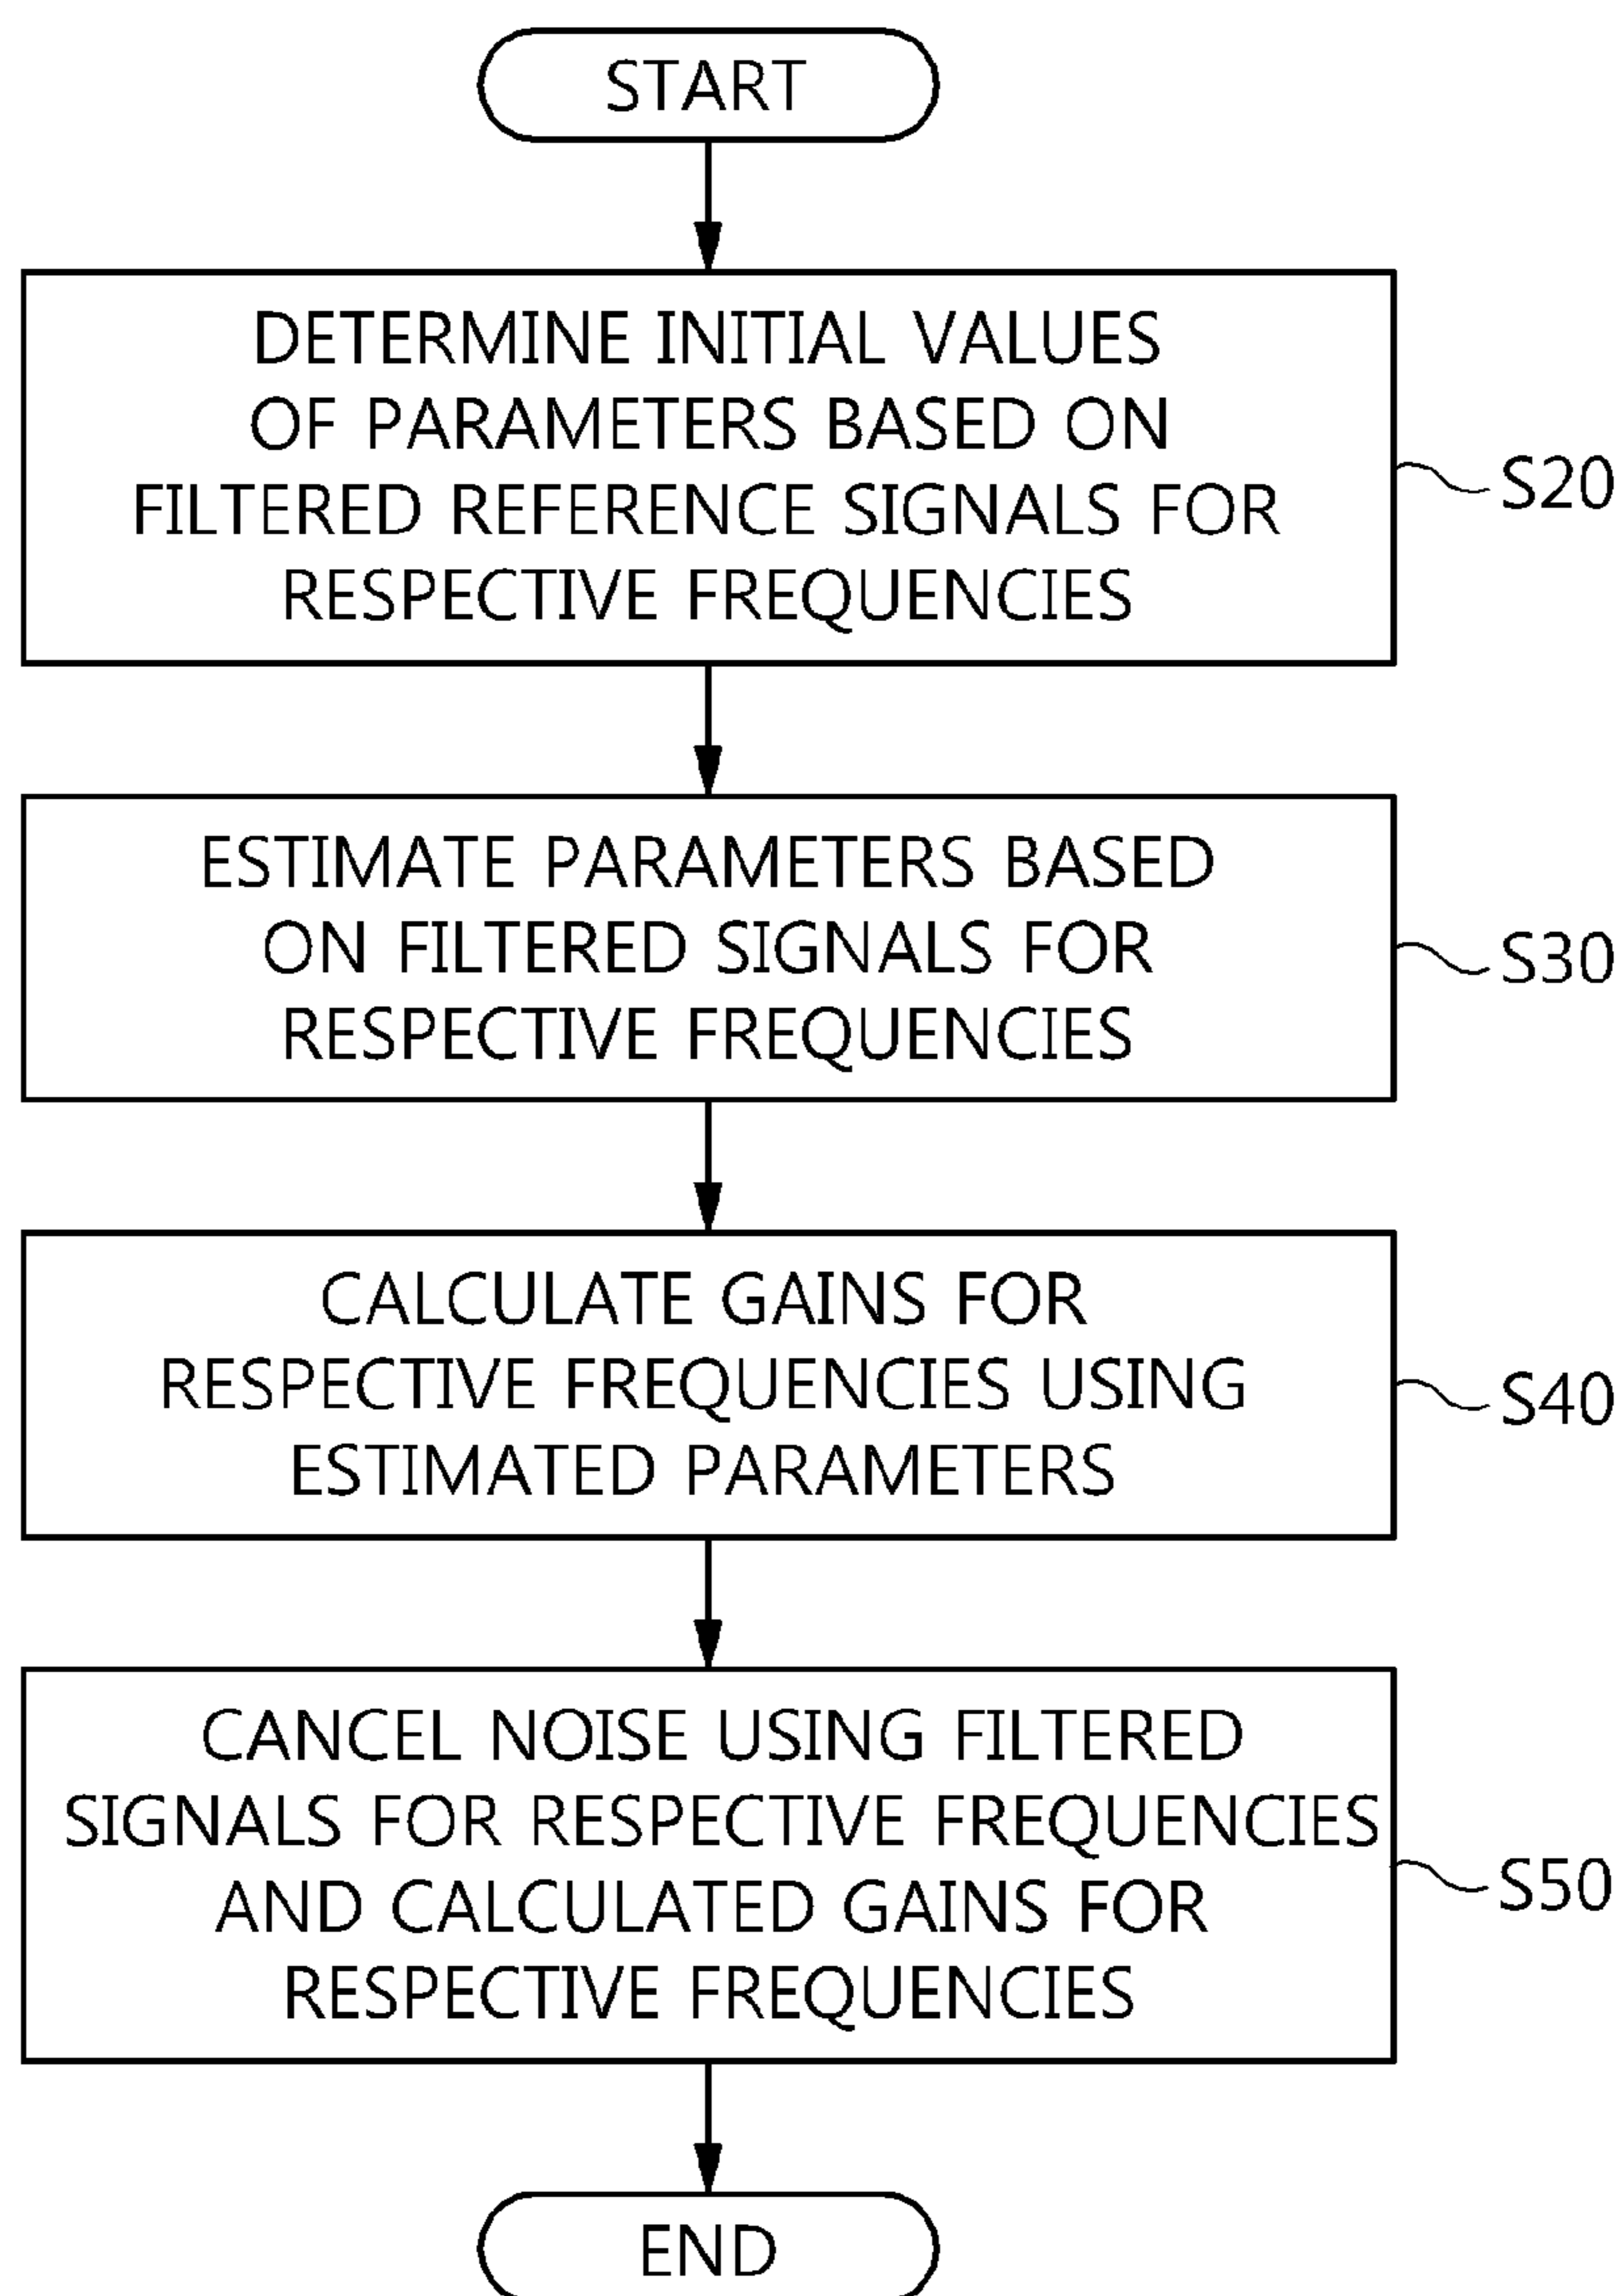 START
DETERMINE INITIAL VALUES
OF PARAMETERS BASED ON
FILTERED REFERENCE SIGNALS FOR
RESPECTIVE FREQUENCIES
S20
ESTIMATE PARAMETERS BASED
ON FILTERED SIGNALS FOR
RESPECTIVE FREQUENCIES
S30
CALCULATE GAINS FOR
RESPECTIVE FREQUENCIES USING
ESTIMATED PARAMETERS
S40
CANCEL NOISE USING FILTERED
SIGNALS FOR RESPECTIVE FREQUENCIES
AND CALCULATED GAINS FOR
RESPECTIVE FREQUENCIES
S50
END